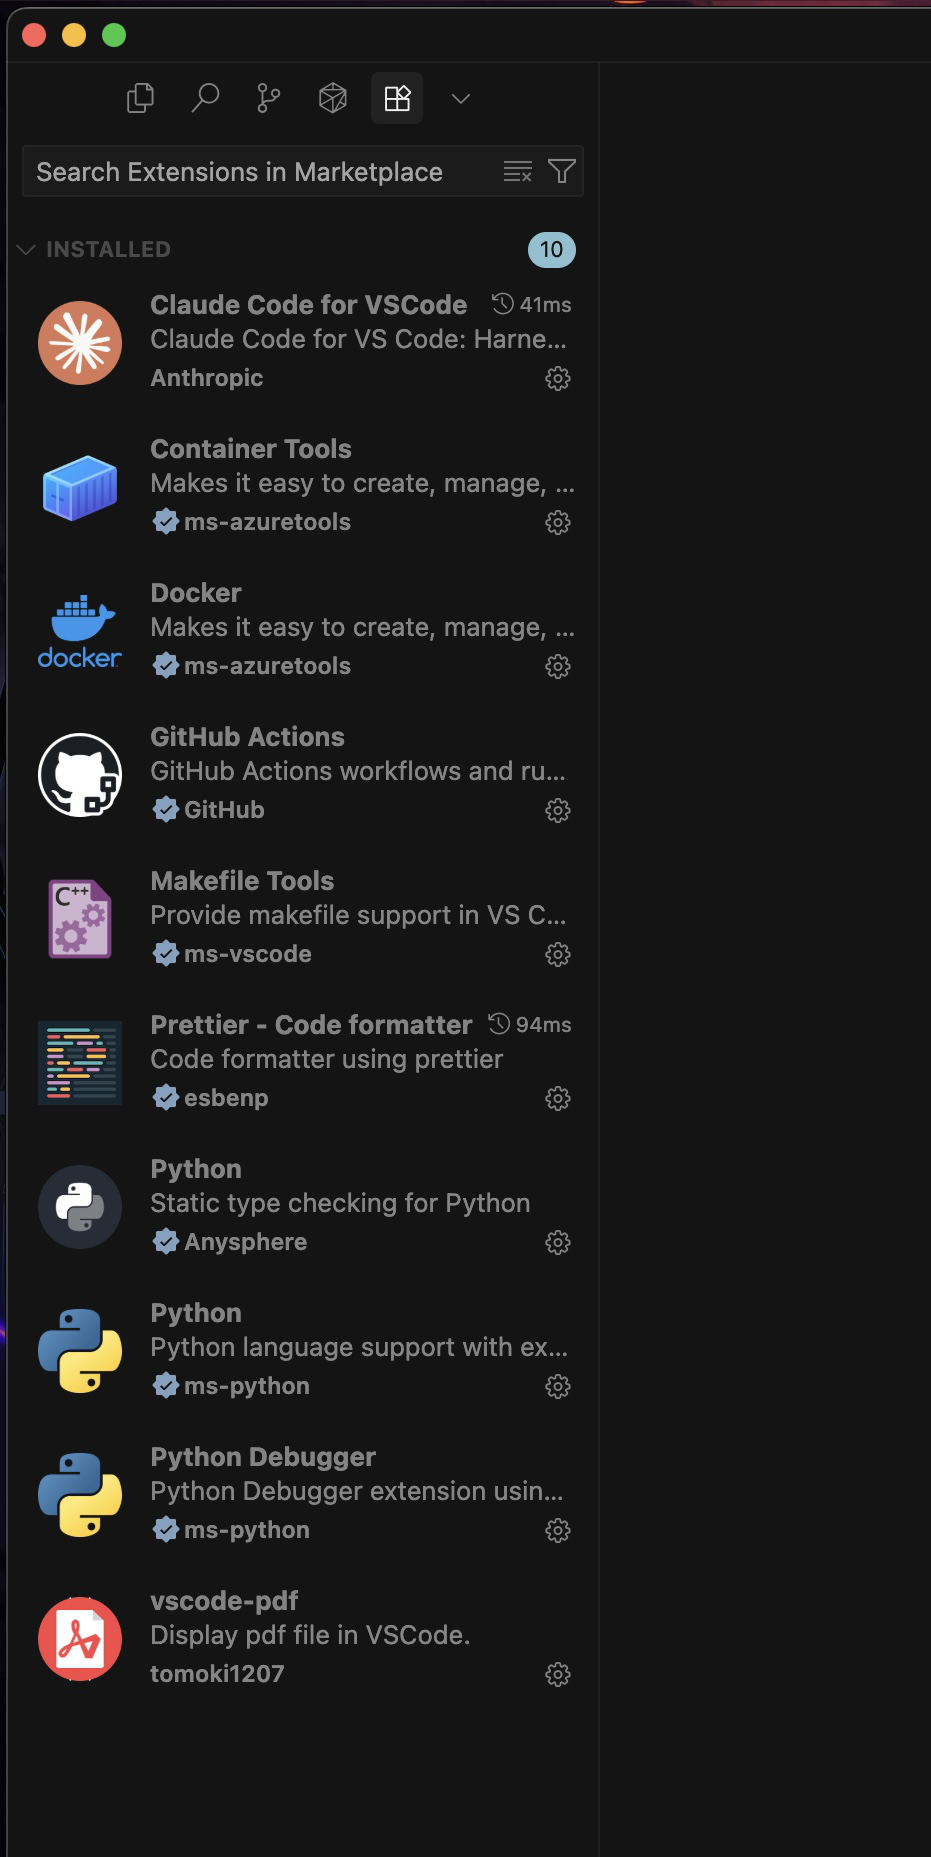 Search Extensions in Marketplace
INSTALLED
10
Claude Code for VSCode 41ms
Claude Code for VS Code: Harne...
Anthropic
Container Tools
Makes it easy to create, manage, ...
ms-azuretools
docker
Docker
Makes it easy to create, manage, ...
ms-azuretools
GitHub Actions
GitHub Actions workflows and ru...
GitHub
C++
Makefile Tools
Provide makefile support in VS C...
ms-vscode
Prettier - Code formatter 94ms
Code formatter using prettier
esbenp
Python
Static type checking for Python
Anysphere
Python
Python language support with ex...
ms-python
Python Debugger
Python Debugger extension usin...
ms-python
vscode-pdf
Display pdf file in VSCode.
tomoki1207